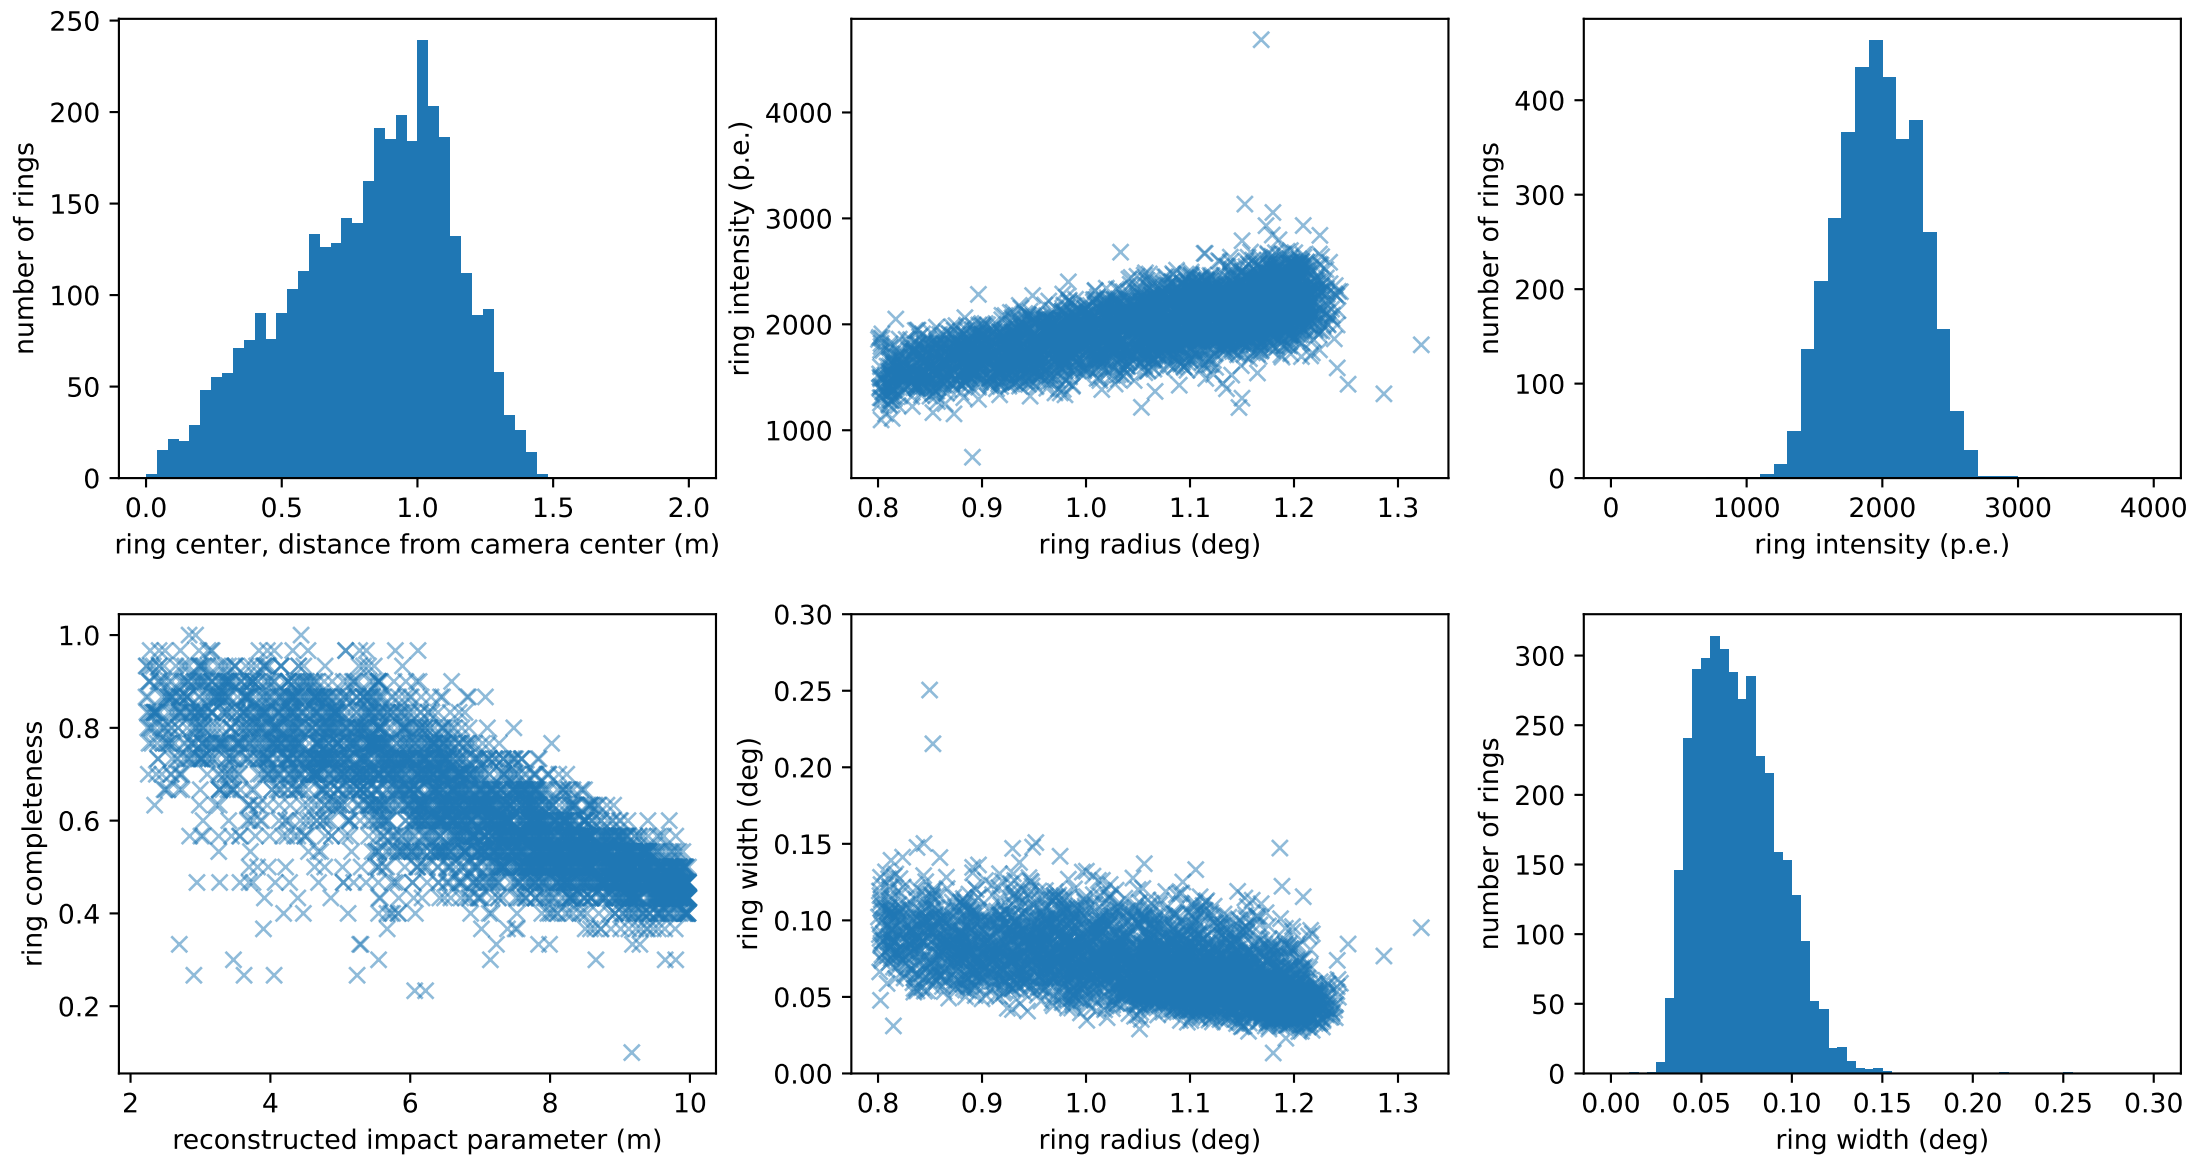 250
200
150
100
50
0
number of rings
0.0 0.5 1.0 1.5 2.0
ring center, distance from camera center (m)
4000
3000
2000
1000
ring intensity (p.e.)
0.8 0.9 1.0 1.1 1.2 1.3
ring radius (deg)
400
300
200
100
0
number of rings
0 1000 2000 3000 4000
ring intensity (p.e.)
1.0
0.8
0.6
0.4
0.2
ring completeness
2 4 6 8 10
reconstructed impact parameter (m)
0.30
0.25
0.20
0.15
0.10
0.05
0.00
ring width (deg)
0.8 0.9 1.0 1.1 1.2 1.3
ring radius (deg)
300
250
200
150
100
50
0
number of rings
0.00 0.05 0.10 0.15 0.20 0.25 0.30
ring width (deg)